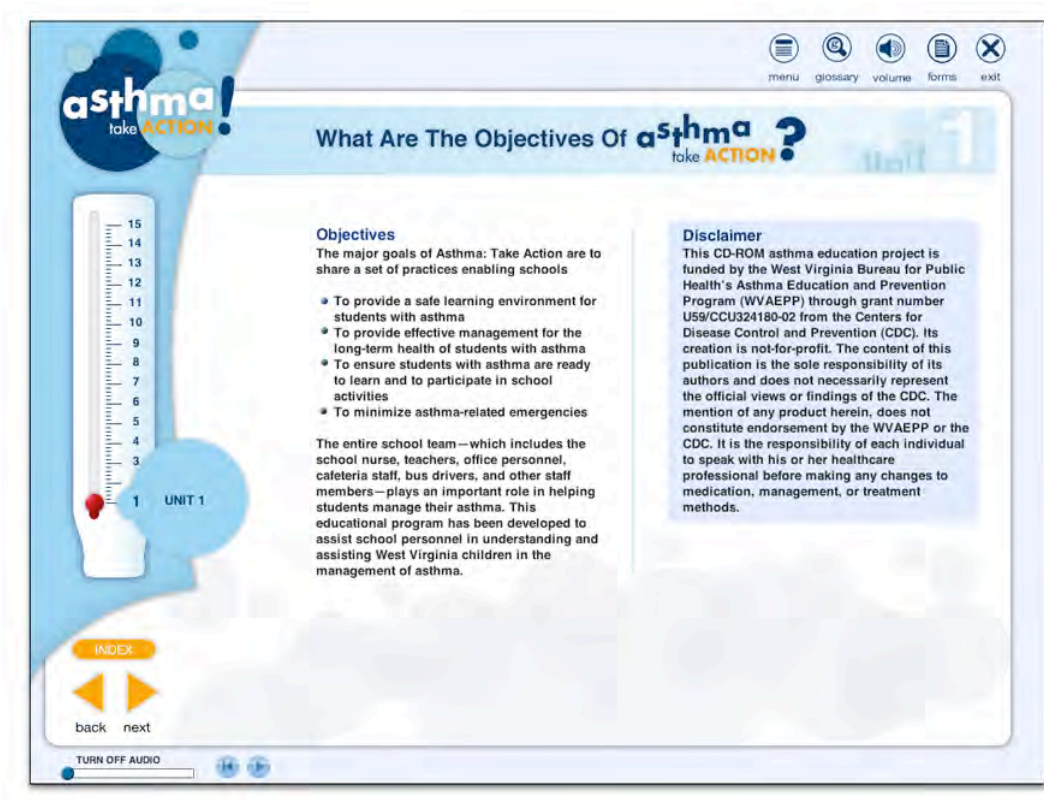 asthma!
take ACTION
menu glossary volume forms exit
What Are The Objectives Of asthma?
take ACTION
Unit 1
15
14
13
12
11
10
9
8
7
6
5
4
3
1 UNIT 1
Objectives
The major goals of Asthma: Take Action are to
share a set of practices enabling schools
To provide a safe learning environment for
students with asthma
To provide effective management for the
long-term health of students with asthma
To ensure students with asthma are ready
to learn and to participate in school
activities
To minimize asthma-related emergencies
The entire school team—which includes the
school nurse, teachers, office personnel,
cafeteria staff, bus drivers, and other staff
members—plays an important role in helping
students manage their asthma. This
educational program has been developed to
assist school personnel in understanding and
assisting West Virginia children in the
management of asthma.
Disclaimer
This CD-ROM asthma education project is
funded by the West Virginia Bureau for Public
Health's Asthma Education and Prevention
Program (WVAEPP) through grant number
U59/CCU324180-02 from the Centers for
Disease Control and Prevention (CDC). Its
creation is not-for-profit. The content of this
publication is the sole responsibility of its
authors and does not necessarily represent
the official views or findings of the CDC. The
mention of any product herein, does not
constitute endorsement by the WVAEPP or the
CDC. It is the responsibility of each individual
to speak with his or her healthcare
professional before making any changes to
medication, management, or treatment
methods.
INDEX
back next
TURN OFF AUDIO